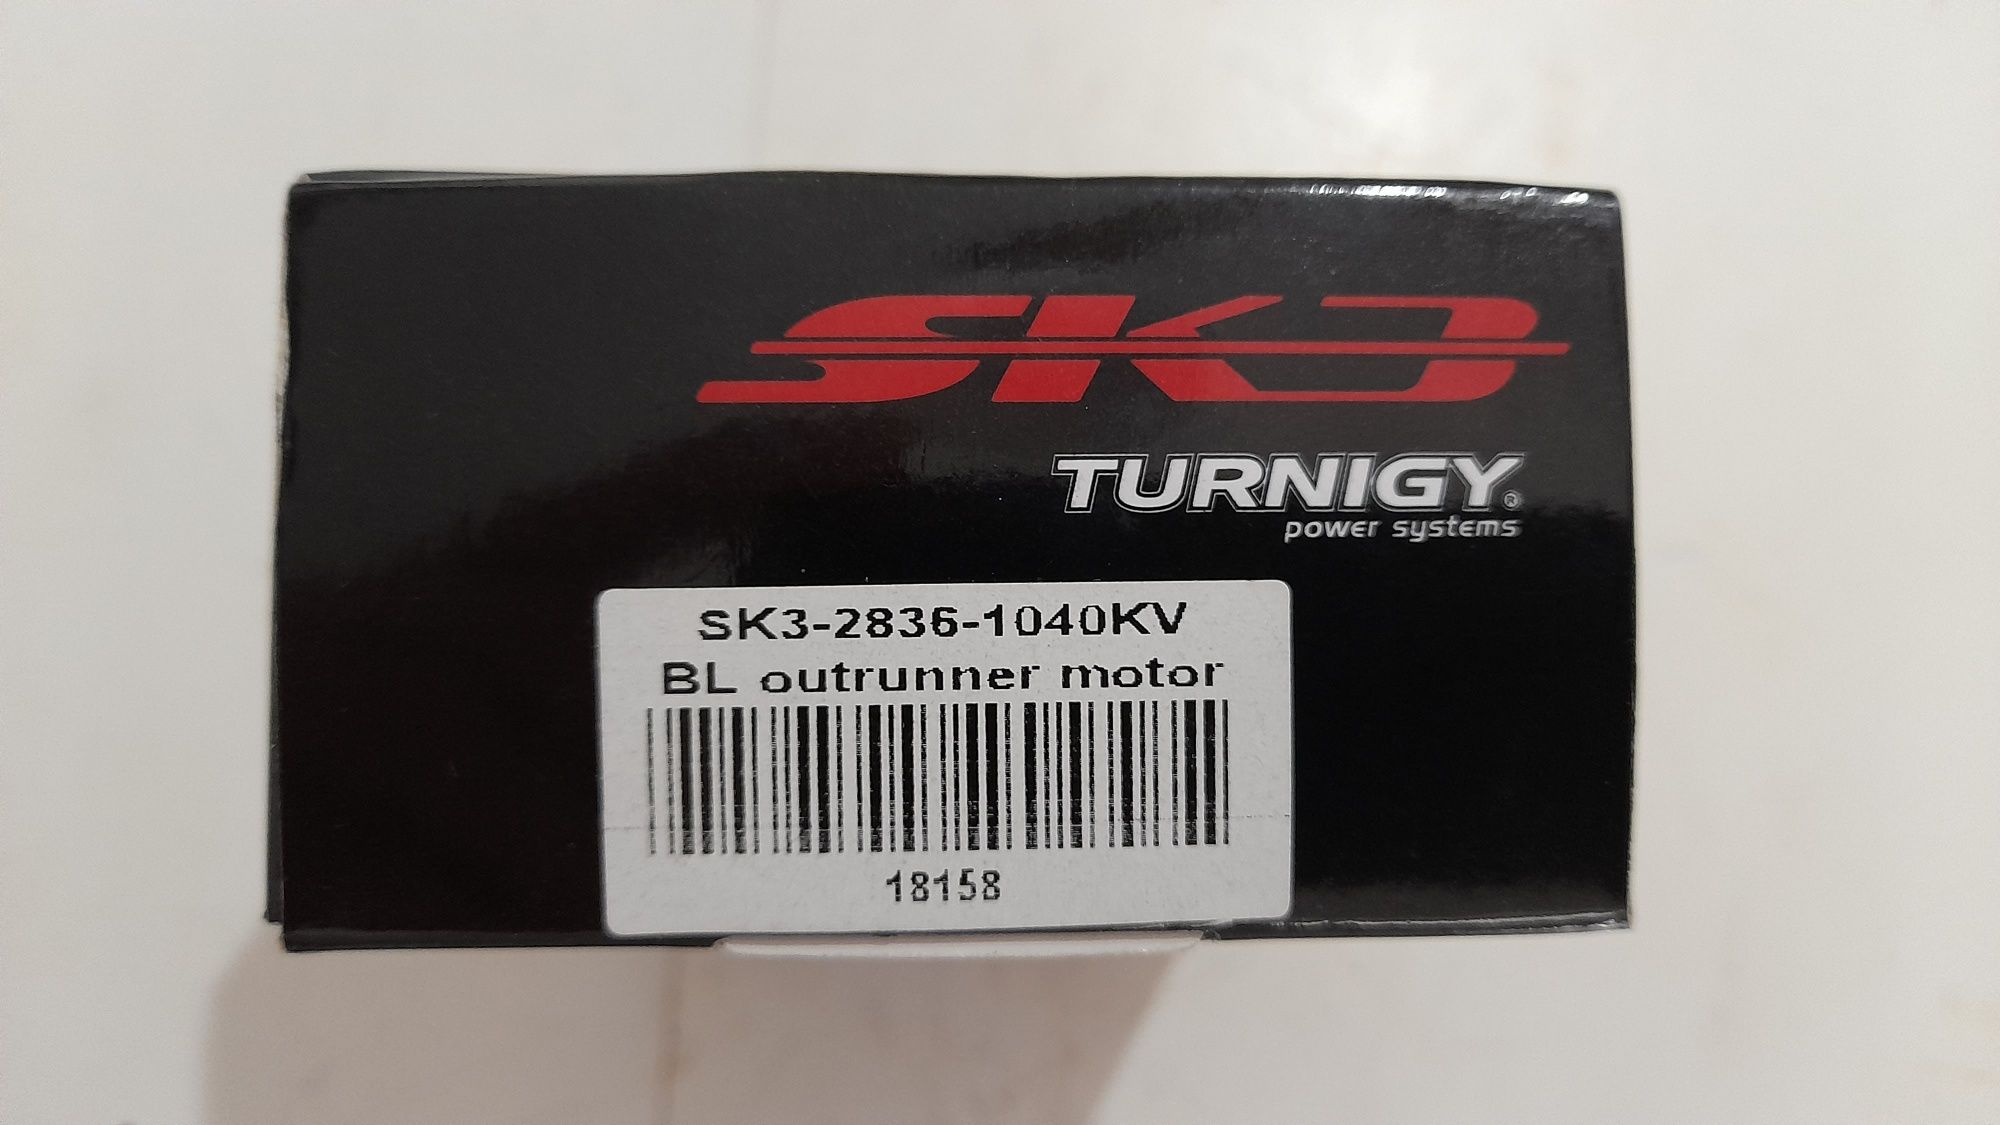 SK3
TURNIGY®
power systems
SK3-2836-1040KV
BL outrunner motor
18158